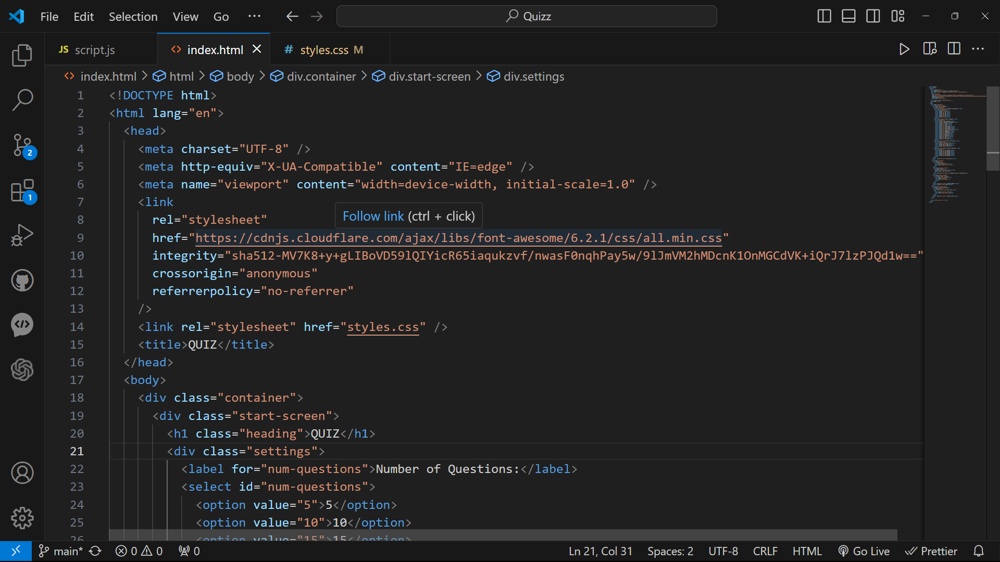 File Edit Selection View Go ··· Quizz
JS script.js <> index.html # styles.css M
<> index.html > html > body > div.container > div.start-screen > div.settings
1 <!DOCTYPE html>
2 <html lang="en">
3 <head>
4 <meta charset="UTF-8" />
5 <meta http-equiv="X-UA-Compatible" content="IE=edge" />
6 <meta name="viewport" content="width=device-width, initial-scale=1.0" />
7 <link
Follow link (ctrl + click)
8 rel="stylesheet"
9 href="https://cdnjs.cloudflare.com/ajax/libs/font-awesome/6.2.1/css/all.min.css"
10 integrity="sha512-MV7K8+y+gLIBoVD59lQIYicR65iaqukzvf/nwasF0nqhPay5w/9lJmVM2hMDcnK1OnMGCdVK+iQrJ7lzPJQd1w=="
11 crossorigin="anonymous"
12 referrerpolicy="no-referrer"
13 />
14 <link rel="stylesheet" href="styles.css" />
15 <title>QUIZ</title>
16 </head>
17 <body>
18 <div class="container">
19 <div class="start-screen">
20 <h1 class="heading">QUIZ</h1>
21 <div class="settings">
22 <label for="num-questions">Number of Questions:</label>
23 <select id="num-questions">
24 <option value="5">5</option>
25 <option value="10">10</option>
26 <option value="15">15</option>
2
1
main* 0 0 0 Ln 21, Col 31 Spaces: 2 UTF-8 CRLF HTML Go Live Prettier